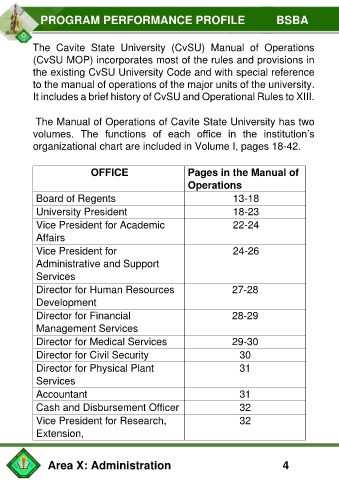 PROGRAM PERFORMANCE PROFILE BSBA
The Cavite State University (CvSU) Manual of Operations
(CvSU MOP) incorporates most of the rules and provisions in
the existing CvSU University Code and with special reference
to the manual of operations of the major units of the university.
It includes a brief history of CvSU and Operational Rules to XIII.
The Manual of Operations of Cavite State University has two
volumes. The functions of each office in the institution's
organizational chart are included in Volume I, pages 18-42.
OFFICE Pages in the Manual of
Operations
Board of Regents 13-18
University President 18-23
Vice President for Academic 22-24
Affairs
Vice President for 24-26
Administrative and Support
Services
Director for Human Resources 27-28
Development
Director for Financial 28-29
Management Services
Director for Medical Services 29-30
Director for Civil Security 30
Director for Physical Plant 31
Services
Accountant 31
Cash and Disbursement Officer 32
Vice President for Research, 32
Extension,
Area X: Administration 4